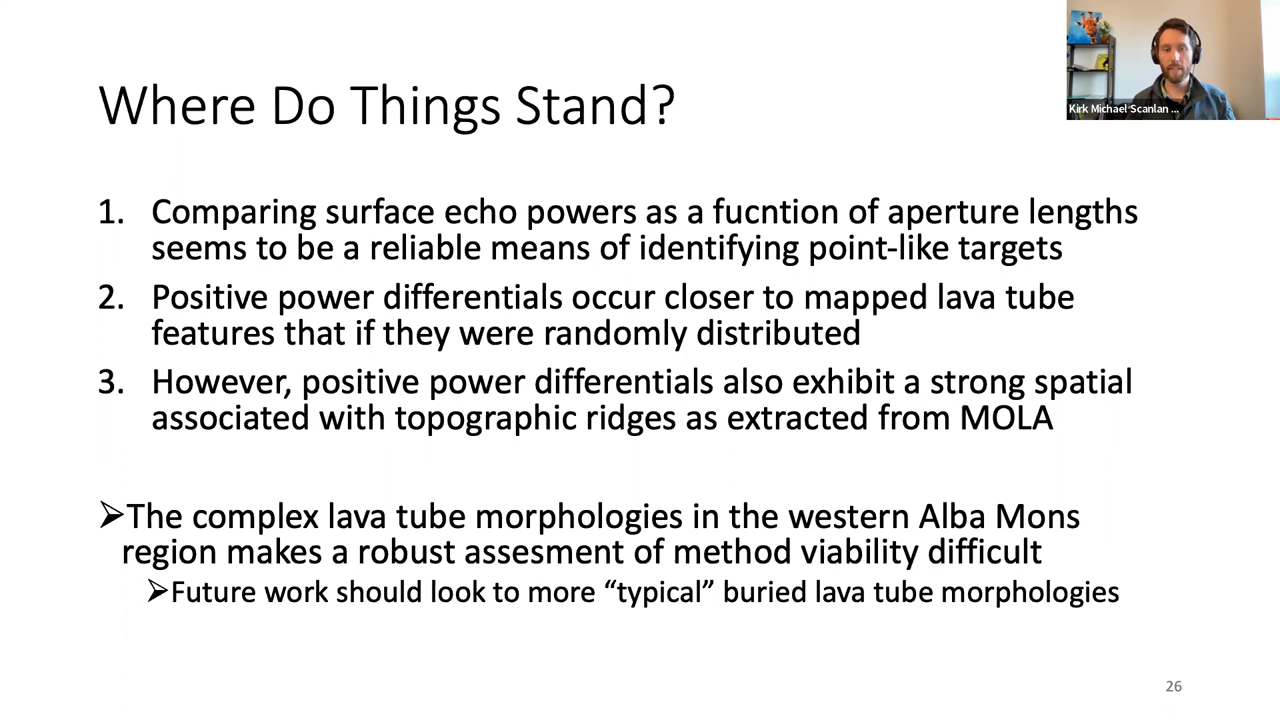 Kirk Michael Scanlan ...
Where Do Things Stand?
1. Comparing surface echo powers as a fucntion of aperture lengths
seems to be a reliable means of identifying point-like targets
2. Positive power differentials occur closer to mapped lava tube
features that if they were randomly distributed
3. However, positive power differentials also exhibit a strong spatial
associated with topographic ridges as extracted from MOLA
➢The complex lava tube morphologies in the western Alba Mons
region makes a robust assesment of method viability difficult
➢Future work should look to more “typical” buried lava tube morphologies
26